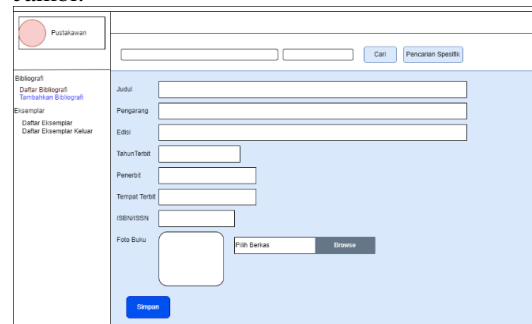 Pustakawan
Cari
Pencarian Spesifik
Bibliografi
Daftar Bibliografi
Tambahkan Bibliografi
Eksemplar
Daftar Eksemplar
Daftar Eksemplar Keluar
Judul
Pengarang
Edisi
TahunTerbit
Penerbit
Tempat Terbit
ISBN/ISSN
Foto Buku
Pilih Berkas
Browse
Simpan